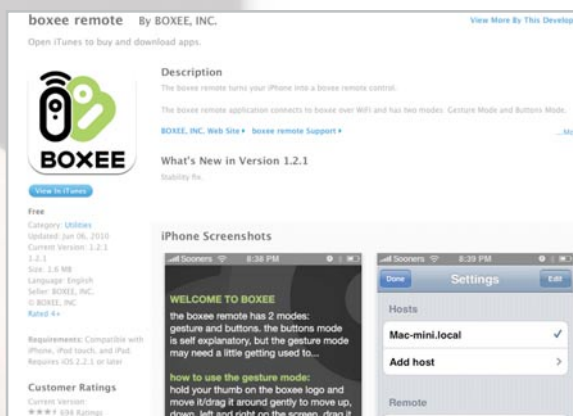 boxee remote By BOXEE, INC.
View More By This Develop
Open iTunes to buy and download apps.
BOXEE
View In iTunes
Free
Category: Utilities
Updated: Jun 06, 2010
Current Version: 1.2.1
1.2.1
Size: 1.6 MB
Language: English
Seller: BOXEE, INC.
© BOXEE, INC
Rated 4+
Requirements: Compatible with
iPhone, iPod touch, and iPad.
Requires iOS 2.2.1 or later
Customer Ratings
Current Version:
694 Ratings
Description
The boxee remote turns your iPhone into a boxee remote control.
The boxee remote application connects to boxee over WiFi and has two modes: Gesture Mode and Buttons Mode.
BOXEE, INC. Web Site boxee remote Support
...Mo
What's New in Version 1.2.1
Stability fix.
iPhone Screenshots
Sooners 8:38 PM
WELCOME TO BOXEE
the boxee remote has 2 modes:
gesture and buttons. the buttons mode
is self explanatory, but the gesture mode
may need a little getting used to...
how to use the gesture mode:
hold your thumb on the boxee logo and
move it/drag it around gently to move up,
down, left and right on the screen. drag it
Sooners 8:39 PM
Done Settings Edit
Hosts
Mac-mini.local
Add host
Remote